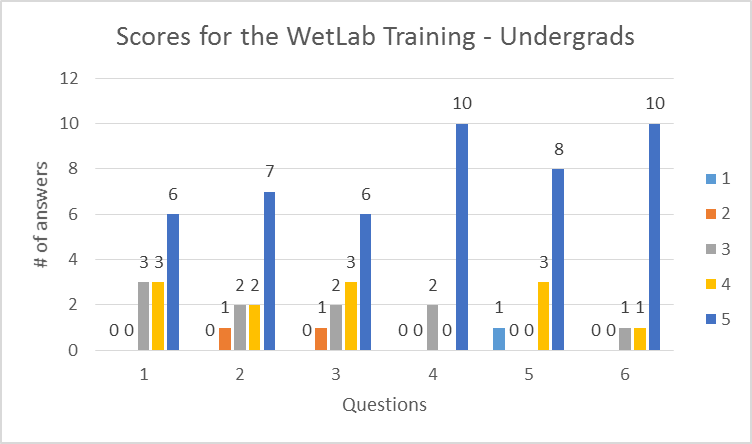 Scores for the WetLab Training - Undergrads
12
10
8
6
4
2
0
# of answers
0 0 3 3 6
0 1 2 2 7
0 1 2 3 6
0 0 2 0 10
1 0 0 3 8
0 0 1 1 10
1 2 3 4 5 6
Questions
1
2
3
4
5